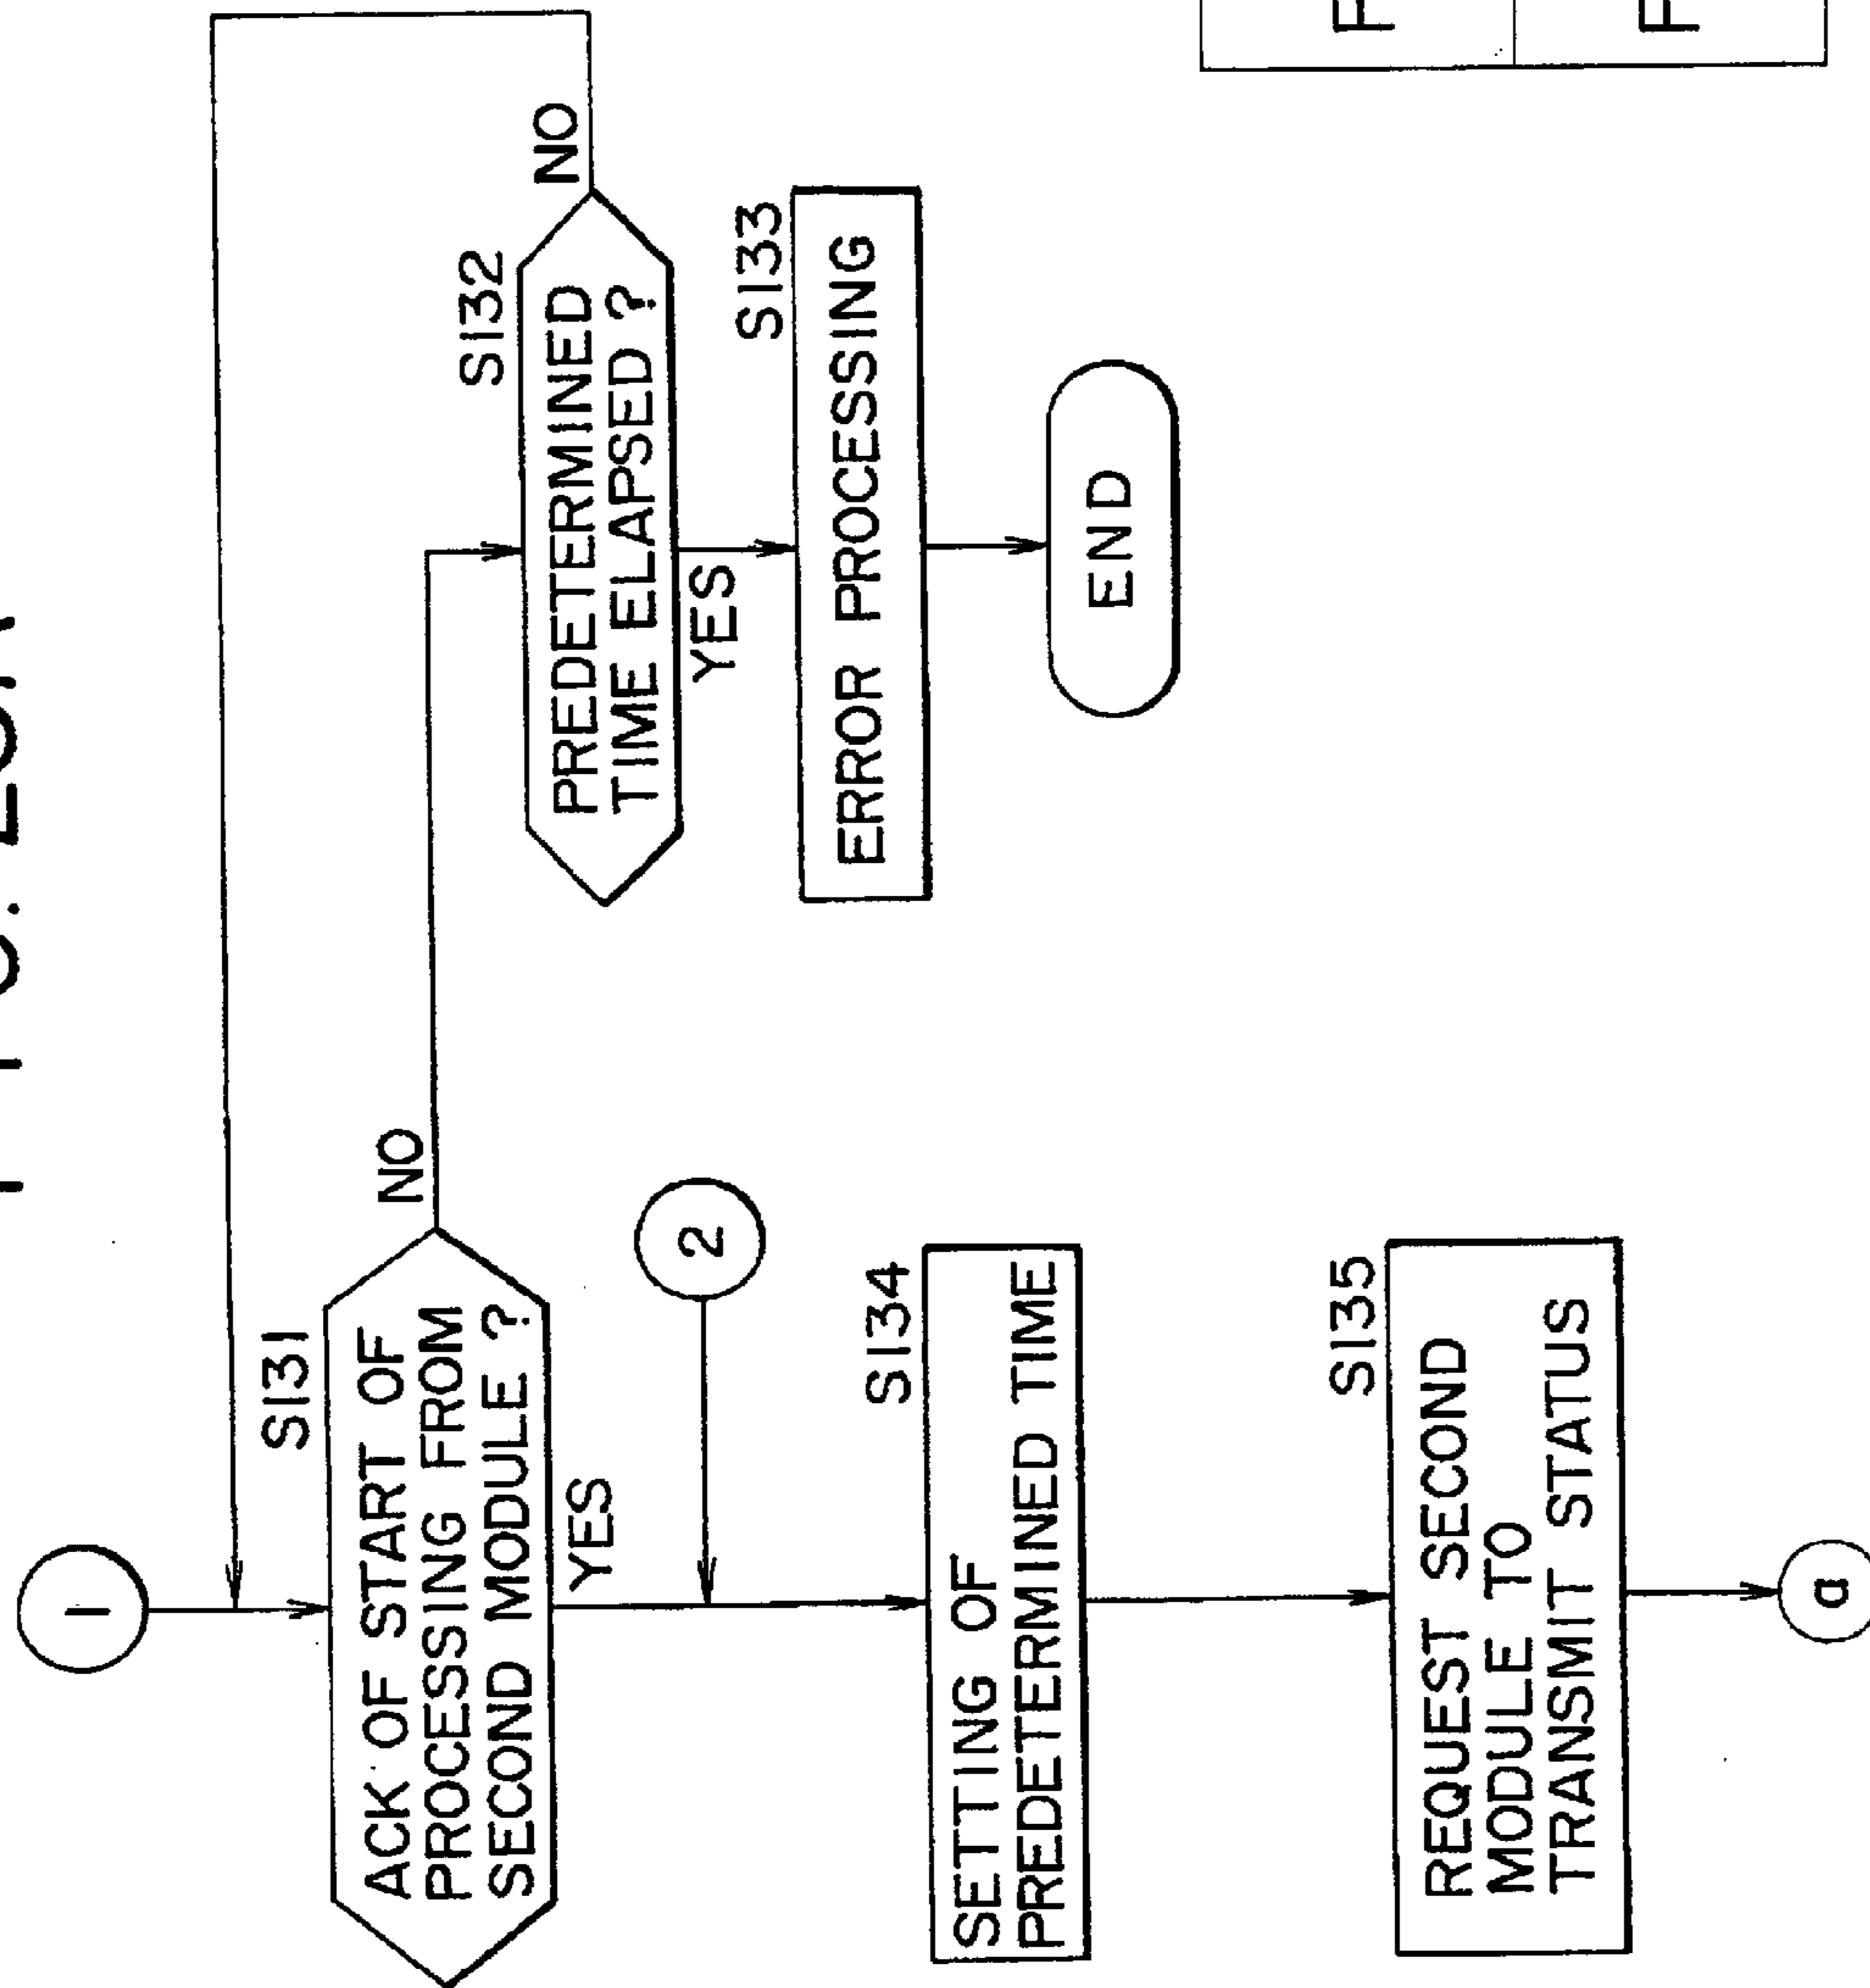 1
S131
ACK OF START OF
PROCESSING FROM
SECOND MODULE ?
NO
YES
S132
PREDETERMINED
TIME ELAPSED ?
NO
YES
S133
ERROR PROCESSING
END
2
S134
SETTING OF
PREDETERMINED TIME
S135
REQUEST SECOND
MODULE TO
TRANSMIT STATUS
a